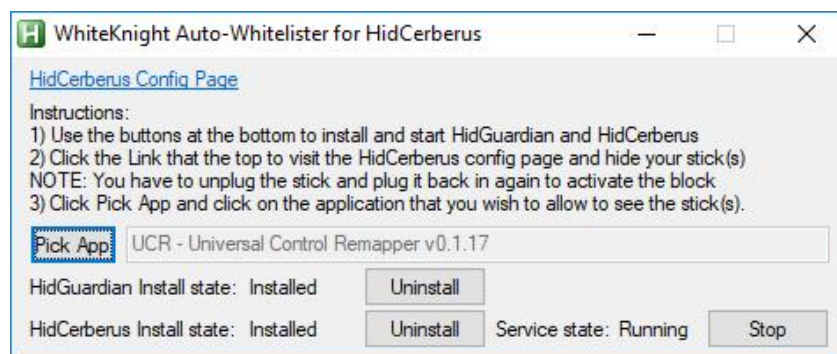 WhiteKnight Auto-Whitelister for HidCerberus
HidCerberus Config Page
Instructions:
1) Use the buttons at the bottom to install and start HidGuardian and HidCerberus
2) Click the Link that the top to visit the HidCerberus config page and hide your stick(s)
NOTE: You have to unplug the stick and plug it back in again to activate the block
3) Click Pick App and click on the application that you wish to allow to see the stick(s).
Pick App UCR - Universal Control Remapper v0.1.17
HidGuardian Install state: Installed Uninstall
HidCerberus Install state: Installed Uninstall Service state: Running Stop